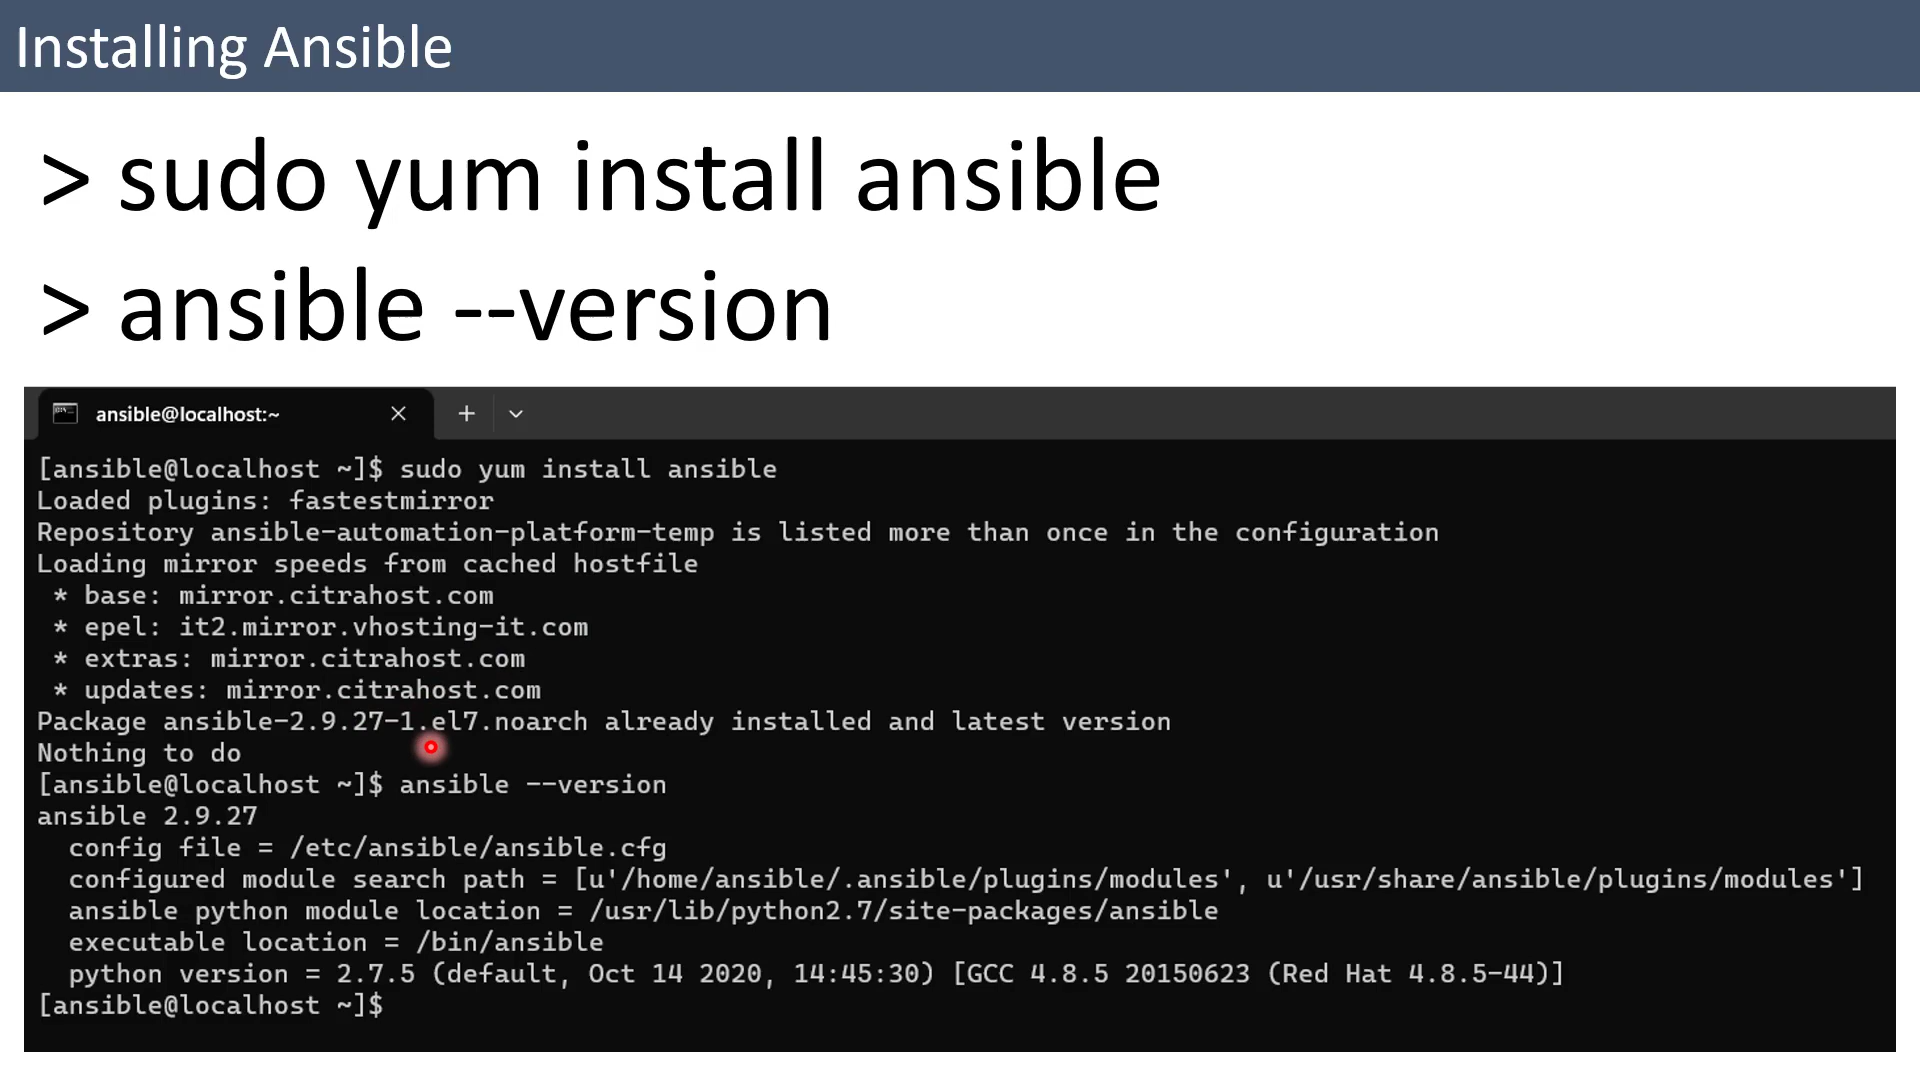 Installing Ansible
> sudo yum install ansible
> ansible --version
ansible@localhost:~
[ansible@localhost ~]$ sudo yum install ansible
Loaded plugins: fastestmirror
Repository ansible-automation-platform-temp is listed more than once in the configuration
Loading mirror speeds from cached hostfile
 * base: mirror.citrahost.com
 * epel: it2.mirror.vhosting-it.com
 * extras: mirror.citrahost.com
 * updates: mirror.citrahost.com
Package ansible-2.9.27-1.el7.noarch already installed and latest version
Nothing to do
[ansible@localhost ~]$ ansible --version
ansible 2.9.27
  config file = /etc/ansible/ansible.cfg
  configured module search path = [u'/home/ansible/.ansible/plugins/modules', u'/usr/share/ansible/plugins/modules']
  ansible python module location = /usr/lib/python2.7/site-packages/ansible
  executable location = /bin/ansible
  python version = 2.7.5 (default, Oct 14 2020, 14:45:30) [GCC 4.8.5 20150623 (Red Hat 4.8.5-44)]
[ansible@localhost ~]$